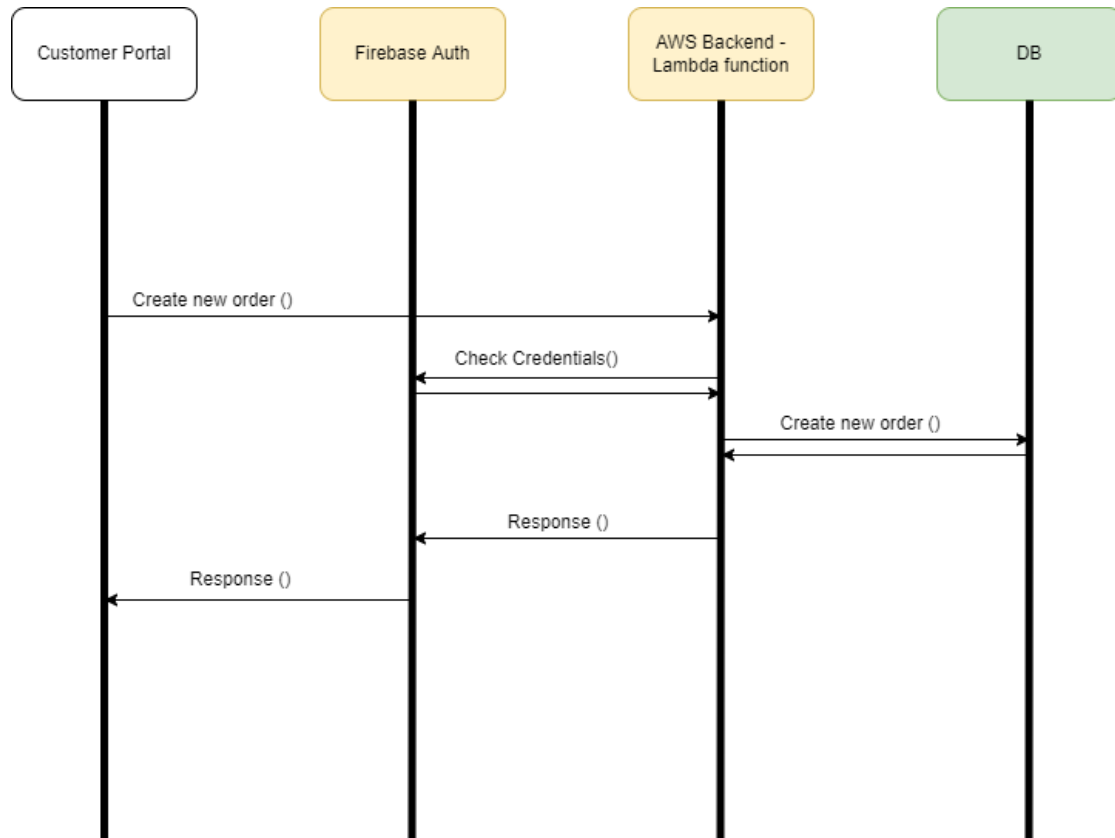 Customer Portal
Firebase Auth
AWS Backend -
Lambda function
DB
Create new order ()
Check Credentials()
Create new order ()
Response ()
Response ()